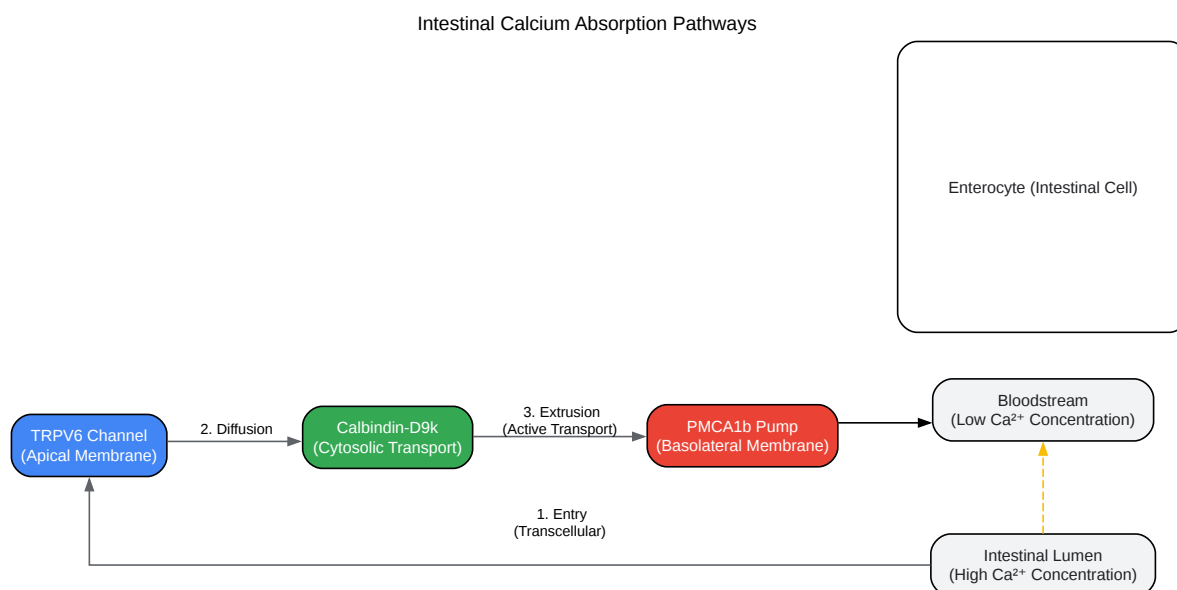 Intestinal Calcium Absorption Pathways
Enterocyte (Intestinal Cell)
TRPV6 Channel
(Apical Membrane)
2. Diffusion
Calbindin-D9k
(Cytosolic Transport)
3. Extrusion
(Active Transport)
PMCA1b Pump
(Basolateral Membrane)
Bloodstream
(Low Ca²⁺ Concentration)
1. Entry
(Transcellular)
Intestinal Lumen
(High Ca²⁺ Concentration)